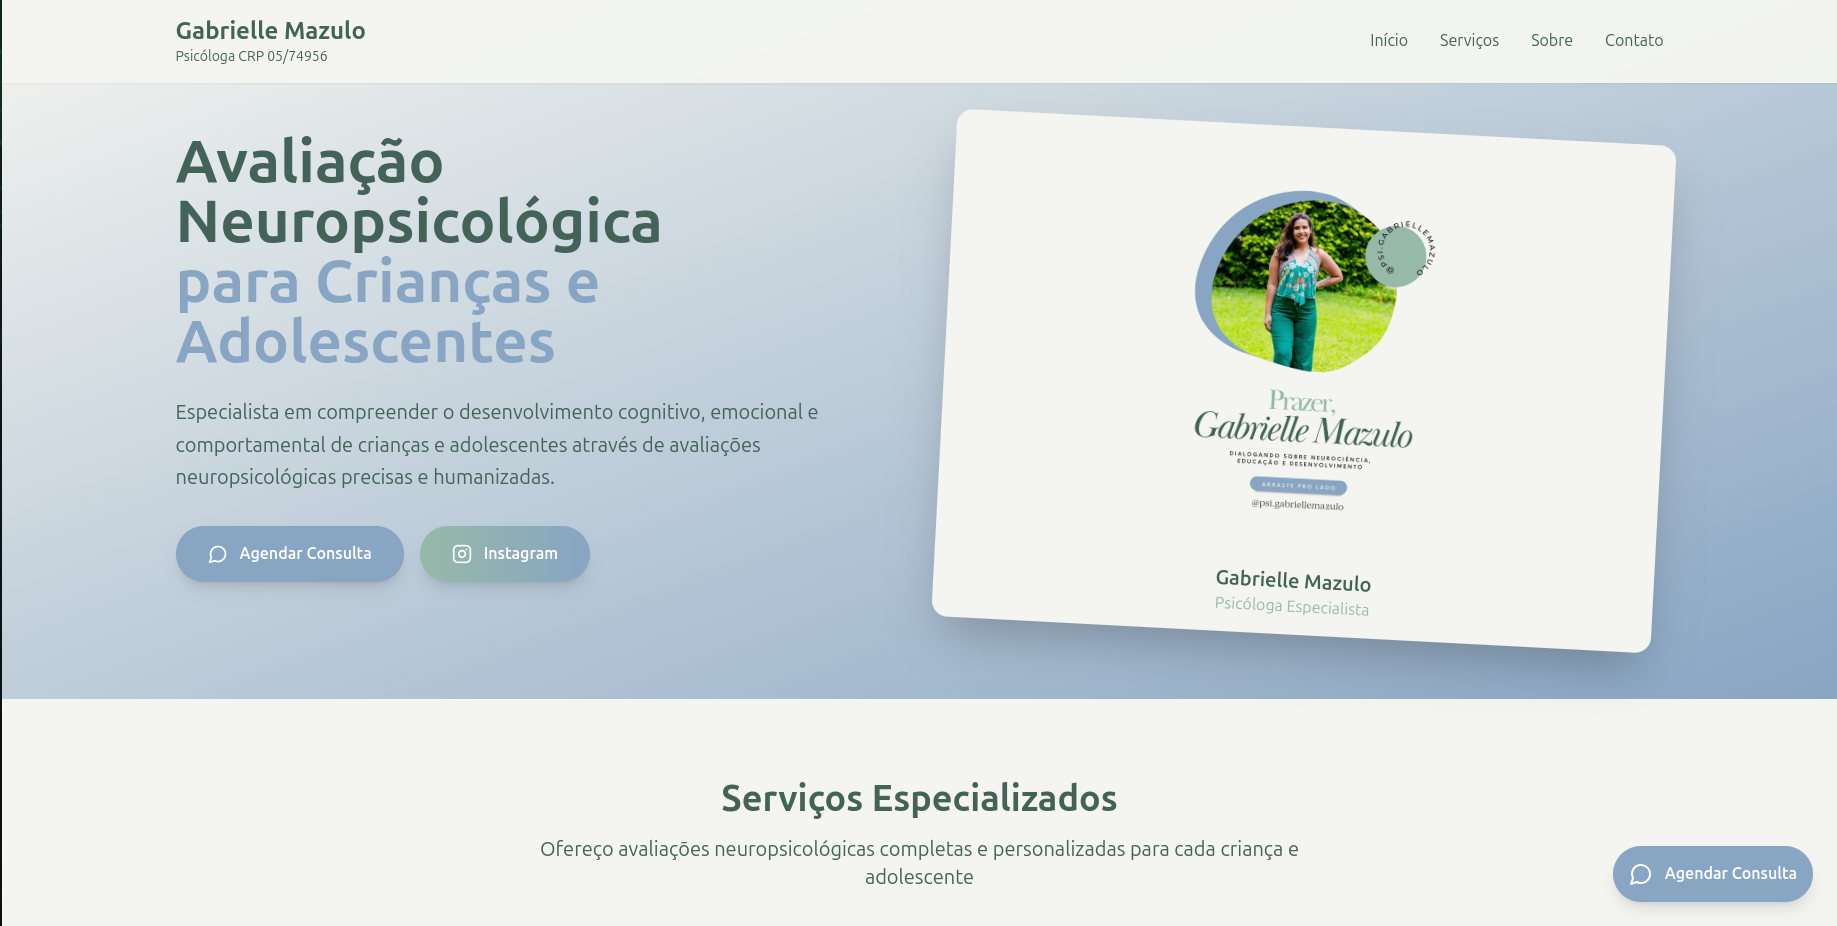 Gabrielle Mazulo
Psicóloga CRP 05/74956
Início
Serviços
Sobre
Contato
Avaliação
Neuropsicológica
para Crianças e
Adolescentes
Especialista em compreender o desenvolvimento cognitivo, emocional e
comportamental de crianças e adolescentes através de avaliações
neuropsicológicas precisas e humanizadas.
Agendar Consulta
Instagram
@PSI.GABRIELLEMAZULO
Prazer,
Gabrielle Mazulo
DIALOGANDO SOBRE NEUROCIÊNCIA,
EDUCAÇÃO E DESENVOLVIMENTO
ARRASTE PRO LADO
@psi.gabriellemazulo
Gabrielle Mazulo
Psicóloga Especialista
Serviços Especializados
Ofereço avaliações neuropsicológicas completas e personalizadas para cada criança e
adolescente
Agendar Consulta